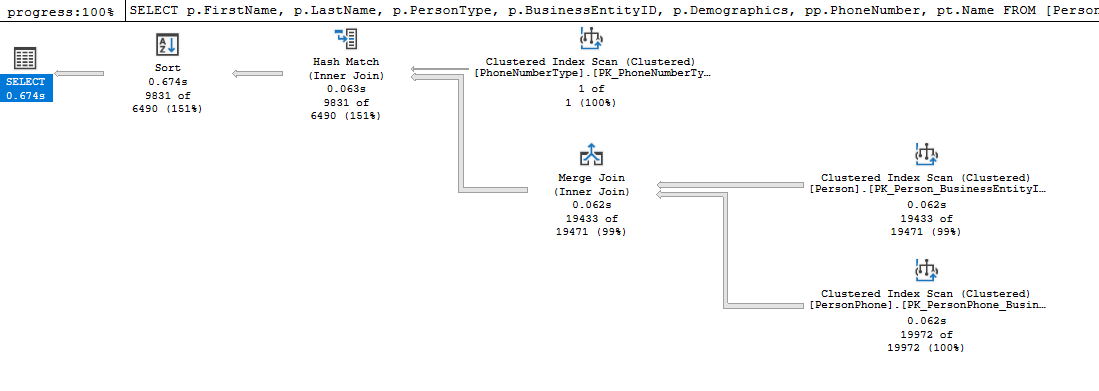 progress:100%
SELECT p.FirstName, p.LastName, p.PersonType, p.BusinessEntityID, p.Demographics, pp.PhoneNumber, pt.Name FROM [Person
SELECT
0.674s
Sort
0.674s
9831 of
6490 (151%)
Hash Match
(Inner Join)
0.063s
9831 of
6490 (151%)
Clustered Index Scan (Clustered)
[PhoneNumberType].[PK_PhoneNumberTy…
1 of
1 (100%)
Merge Join
(Inner Join)
0.062s
19433 of
19471 (99%)
Clustered Index Scan (Clustered)
[Person].[PK_Person_BusinessEntityI…
0.062s
19433 of
19471 (99%)
Clustered Index Scan (Clustered)
[PersonPhone].[PK_PersonPhone_Busin…
0.062s
19972 of
19972 (100%)